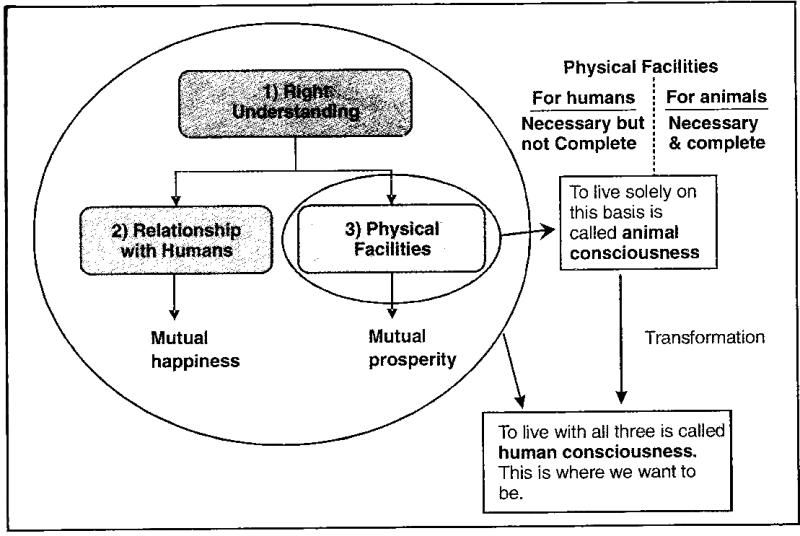 1) Right
Understanding
2) Relationship
with Humans
3) Physical
Facilities
Mutual
happiness
Mutual
prosperity
Physical Facilities
For humans
Necessary but
not Complete
For animals
Necessary
& complete
To live solely on
this basis is
called animal
consciousness
Transformation
To live with all three is called
human consciousness.
This is where we want to
be.